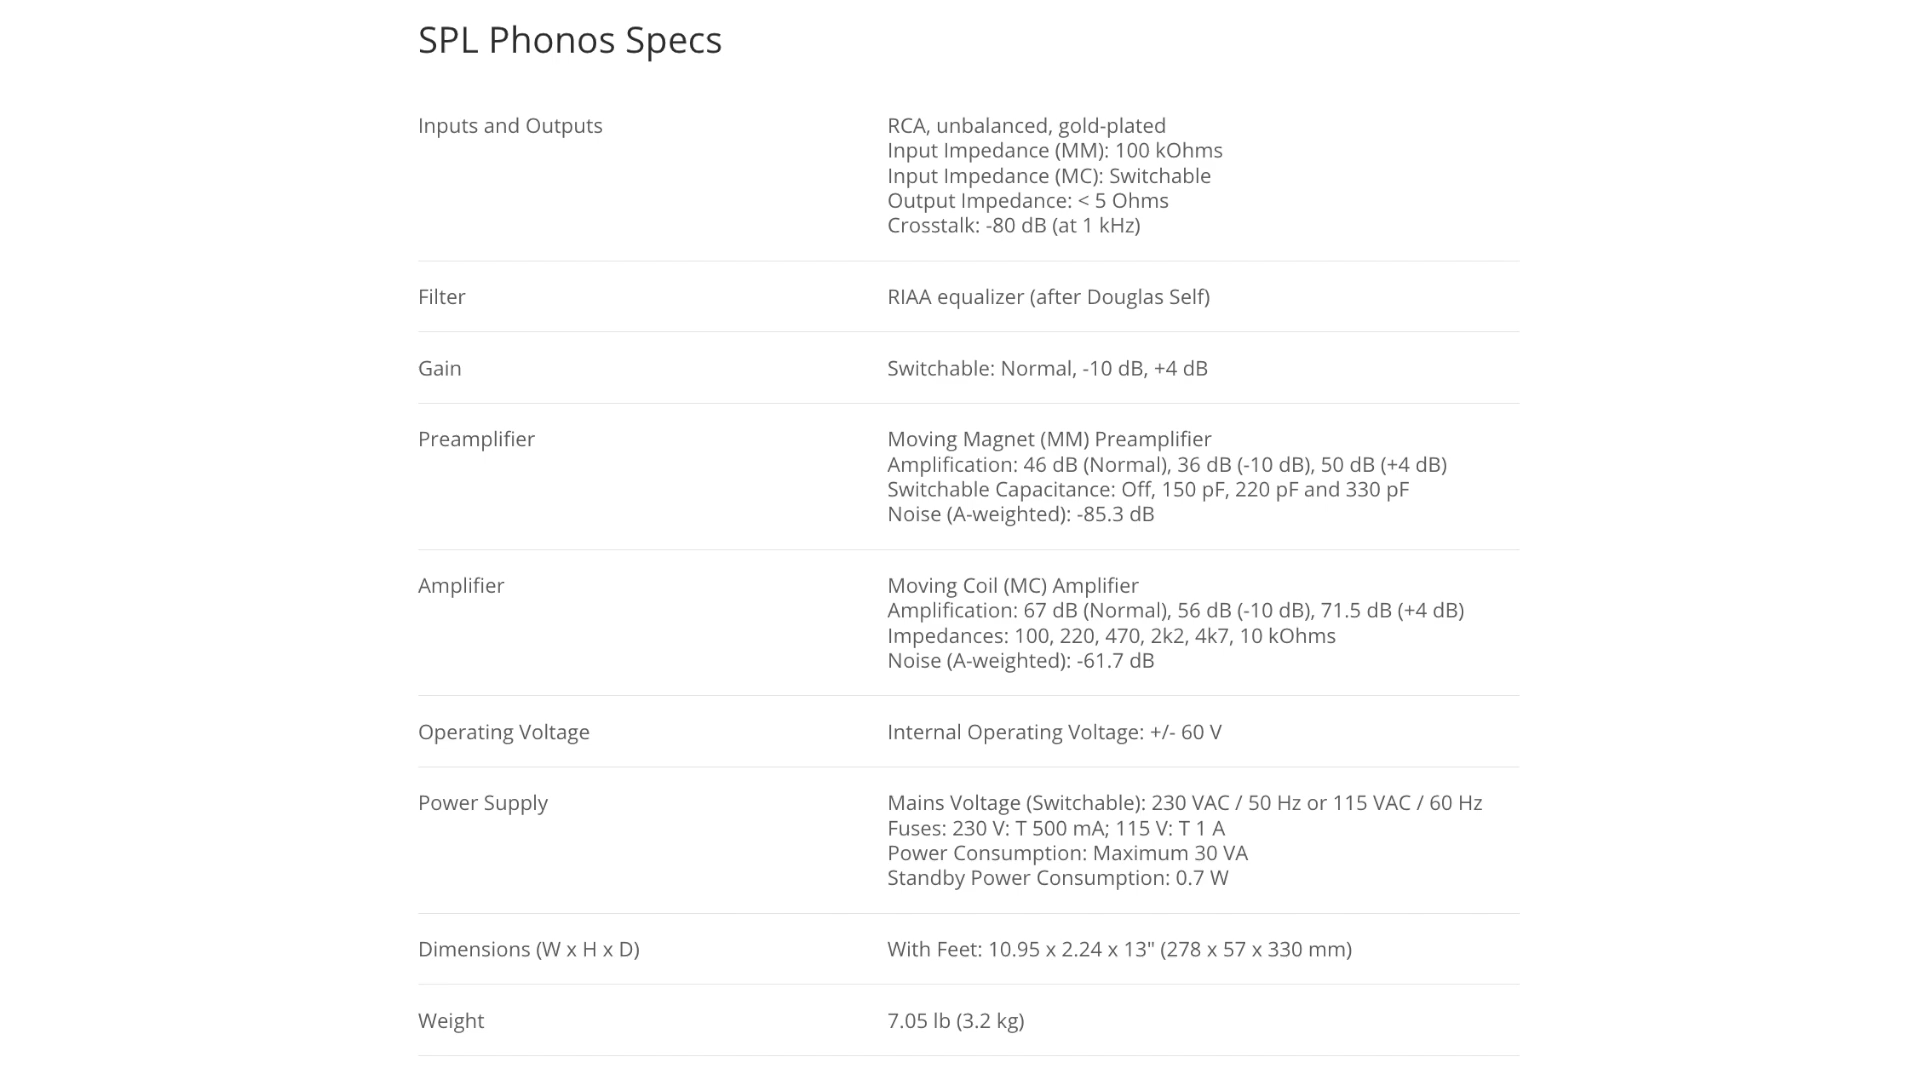 SPL Phonos Specs
Inputs and Outputs
RCA, unbalanced, gold-plated
Input Impedance (MM): 100 kOhms
Input Impedance (MC): Switchable
Output Impedance: < 5 Ohms
Crosstalk: -80 dB (at 1 kHz)
Filter
RIAA equalizer (after Douglas Self)
Gain
Switchable: Normal, -10 dB, +4 dB
Preamplifier
Moving Magnet (MM) Preamplifier
Amplification: 46 dB (Normal), 36 dB (-10 dB), 50 dB (+4 dB)
Switchable Capacitance: Off, 150 pF, 220 pF and 330 pF
Noise (A-weighted): -85.3 dB
Amplifier
Moving Coil (MC) Amplifier
Amplification: 67 dB (Normal), 56 dB (-10 dB), 71.5 dB (+4 dB)
Impedances: 100, 220, 470, 2k2, 4k7, 10 kOhms
Noise (A-weighted): -61.7 dB
Operating Voltage
Internal Operating Voltage: +/- 60 V
Power Supply
Mains Voltage (Switchable): 230 VAC / 50 Hz or 115 VAC / 60 Hz
Fuses: 230 V: T 500 mA; 115 V: T 1 A
Power Consumption: Maximum 30 VA
Standby Power Consumption: 0.7 W
Dimensions (W x H x D)
With Feet: 10.95 x 2.24 x 13" (278 x 57 x 330 mm)
Weight
7.05 lb (3.2 kg)